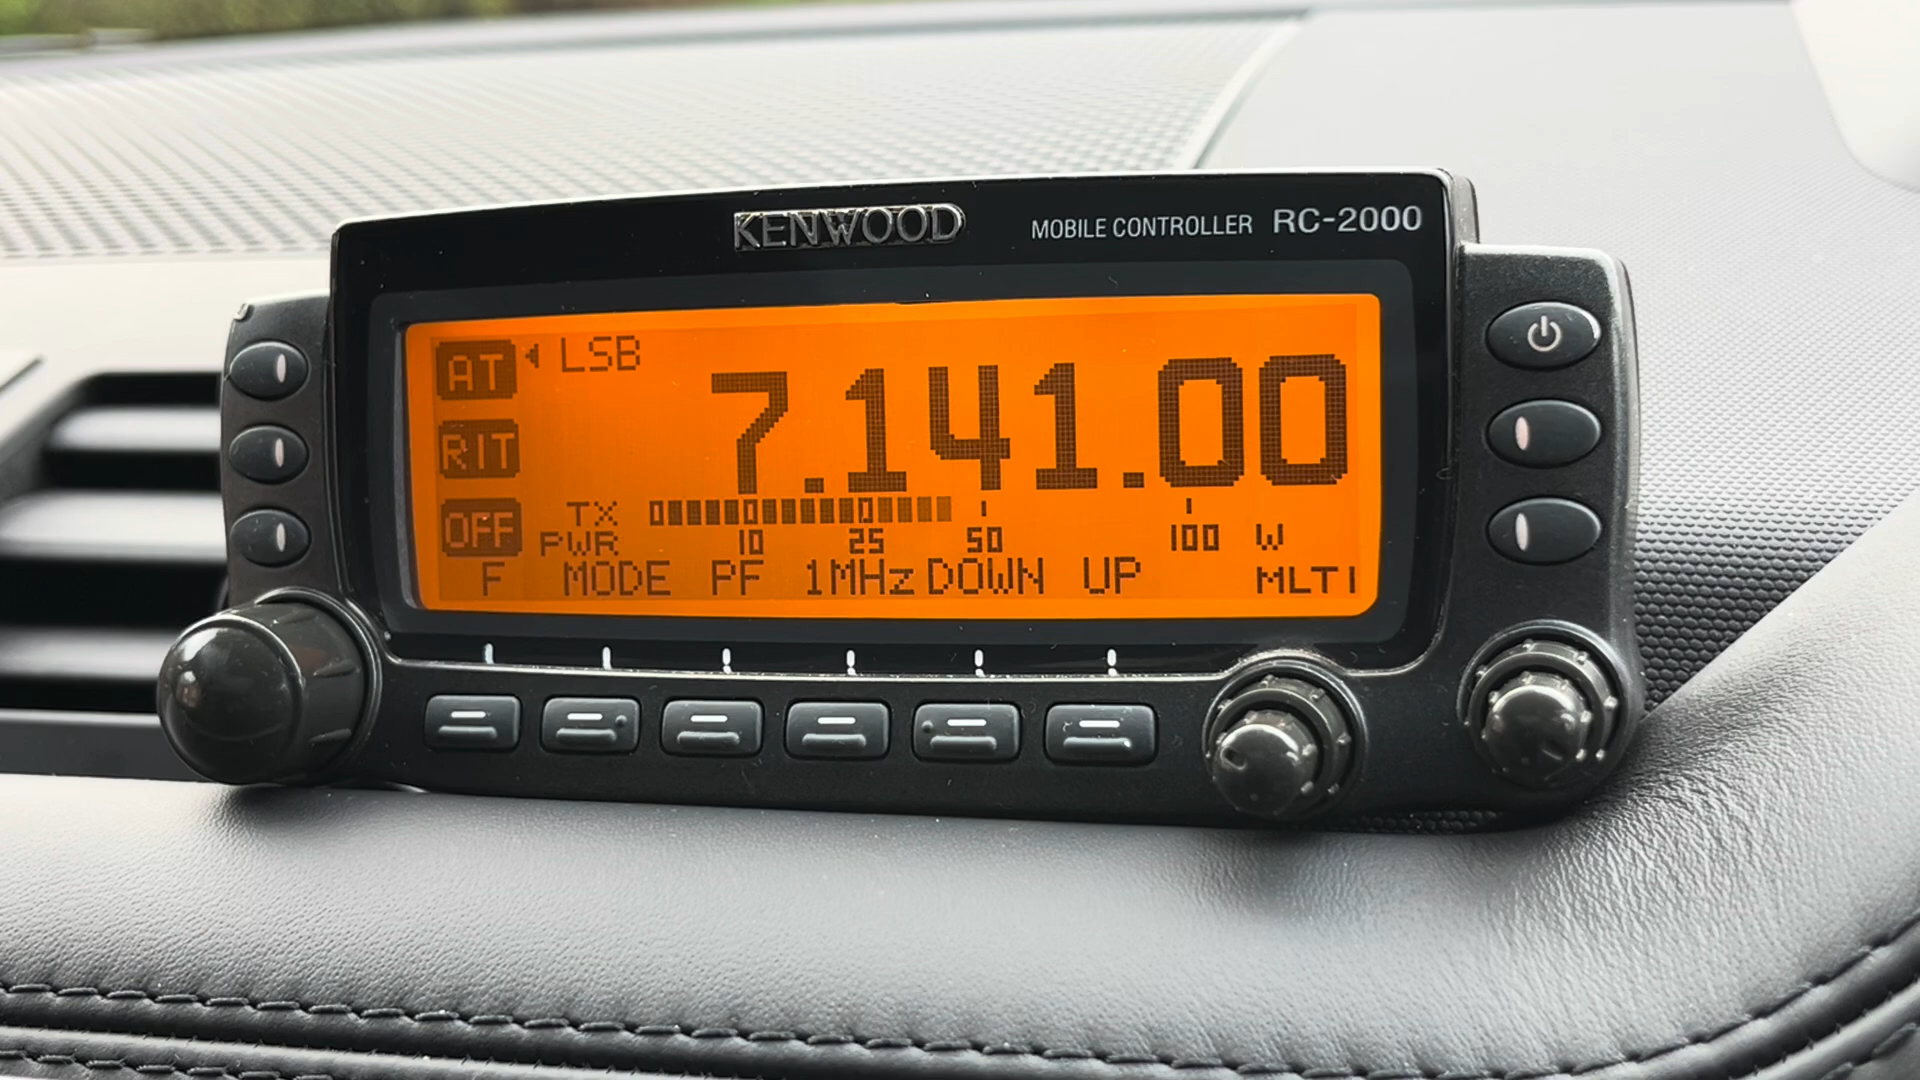 KENWOOD MOBILE CONTROLLER RC-2000
AT LSB 7.141.00
RIT
OFF TX PWR 10 25 50 100 W
F MODE PF 1MHz DOWN UP MLTI